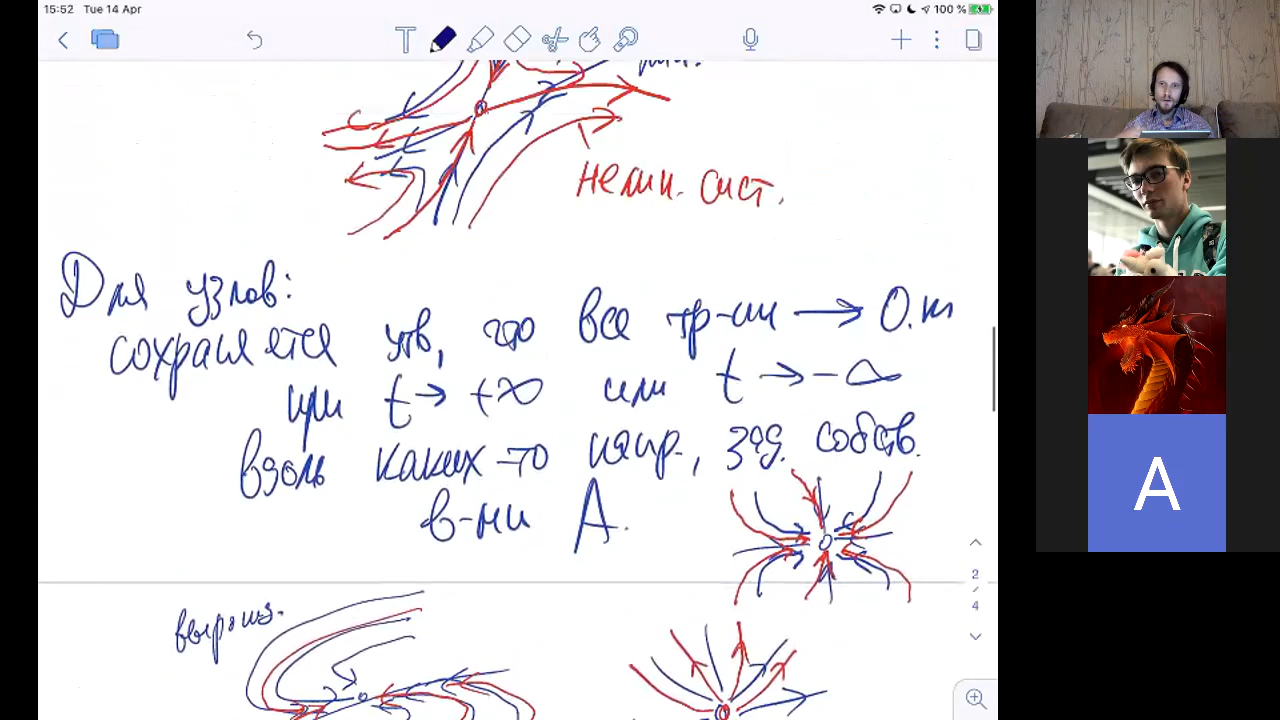 15:52 Tue 14 Apr
100 %
T
нелин. сист.
Для узлов:
сохраняется утв, что все тр-ии → О.т
при t → +∞ или t → -∞
вдоль каких-то напр., зад. собств.
в-ми A.
2
4
вырожд.
A